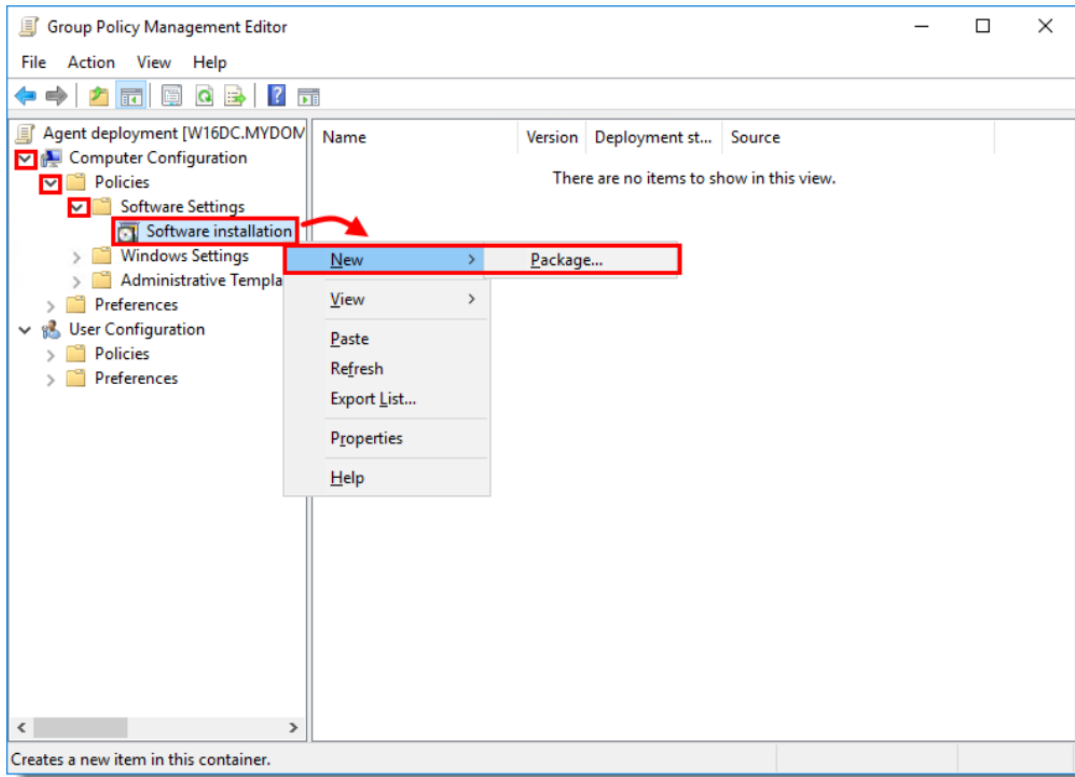 Group Policy Management Editor
File Action View Help
Agent deployment [W16DC.MYDOM
Computer Configuration
Policies
Software Settings
Software installation
Windows Settings
Administrative Templa
Preferences
User Configuration
Policies
Preferences
Name Version Deployment st... Source
There are no items to show in this view.
New Package...
View
Paste
Refresh
Export List...
Properties
Help
Creates a new item in this container.